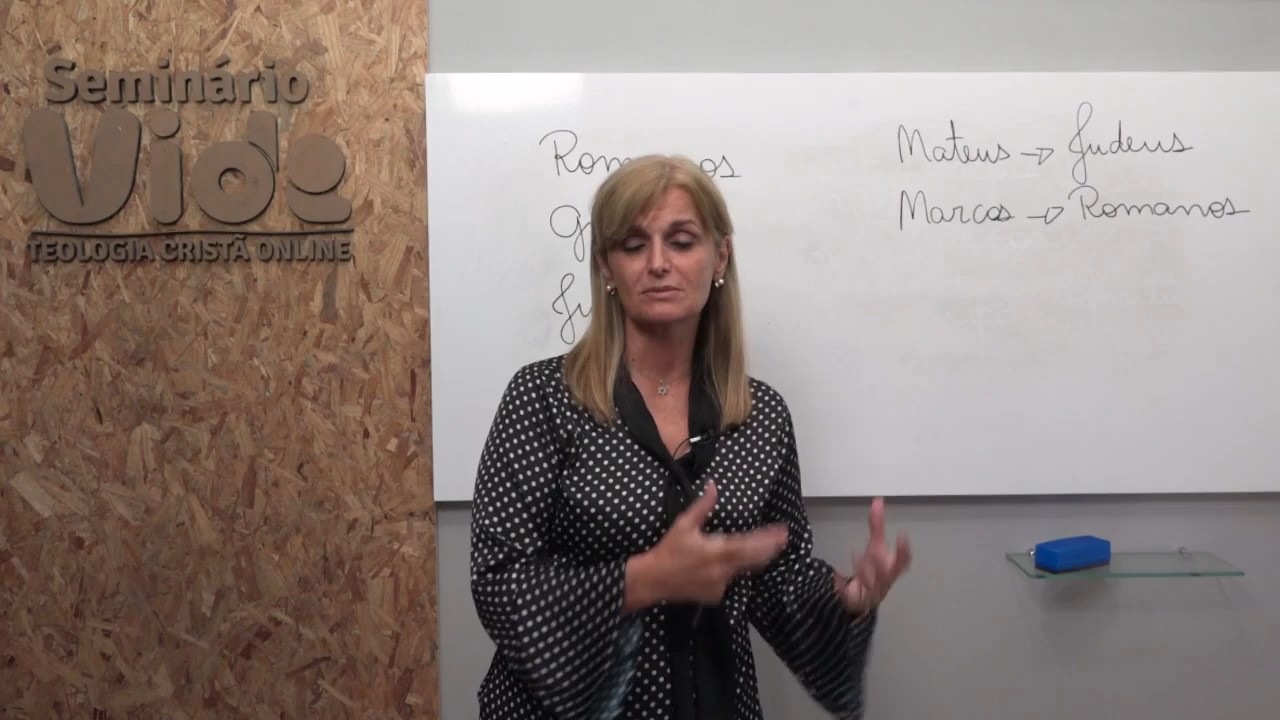 Seminário
Vide
TEOLOGIA CRISTÃ ONLINE
Mateus → Judeus
Marcos → Romanos